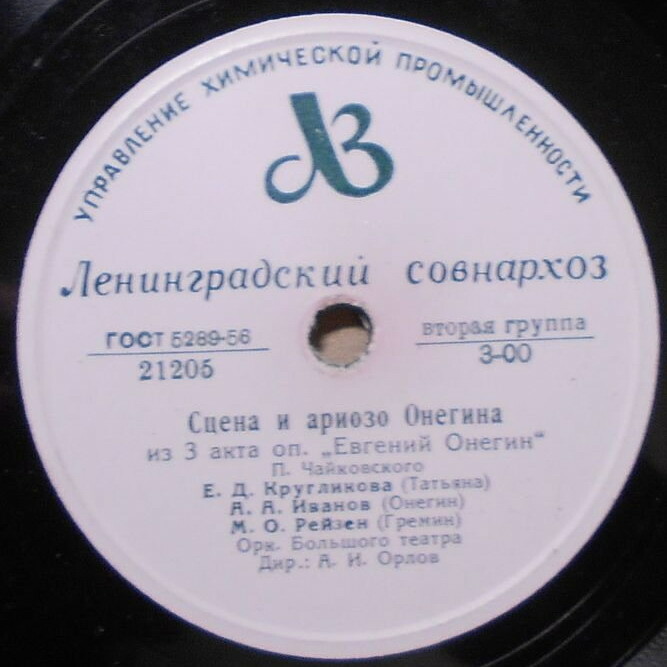 УПРАВЛЕНИЕ ХИМИЧЕСКОЙ ПРОМЫШЛЕННОСТИ
ЛЗ
Ленинградский совнархоз
ГОСТ 5289-56
21205
вторая группа
3-00
Сцена и ариозо Онегина
из 3 акта оп. „Евгений Онегин“
П. Чайковского
Е. Д. Кругликова (Татьяна)
А. А. Иванов (Онегин)
М. О. Рейзен (Гремин)
Орк. Большого театра
Дир.: А. И. Орлов